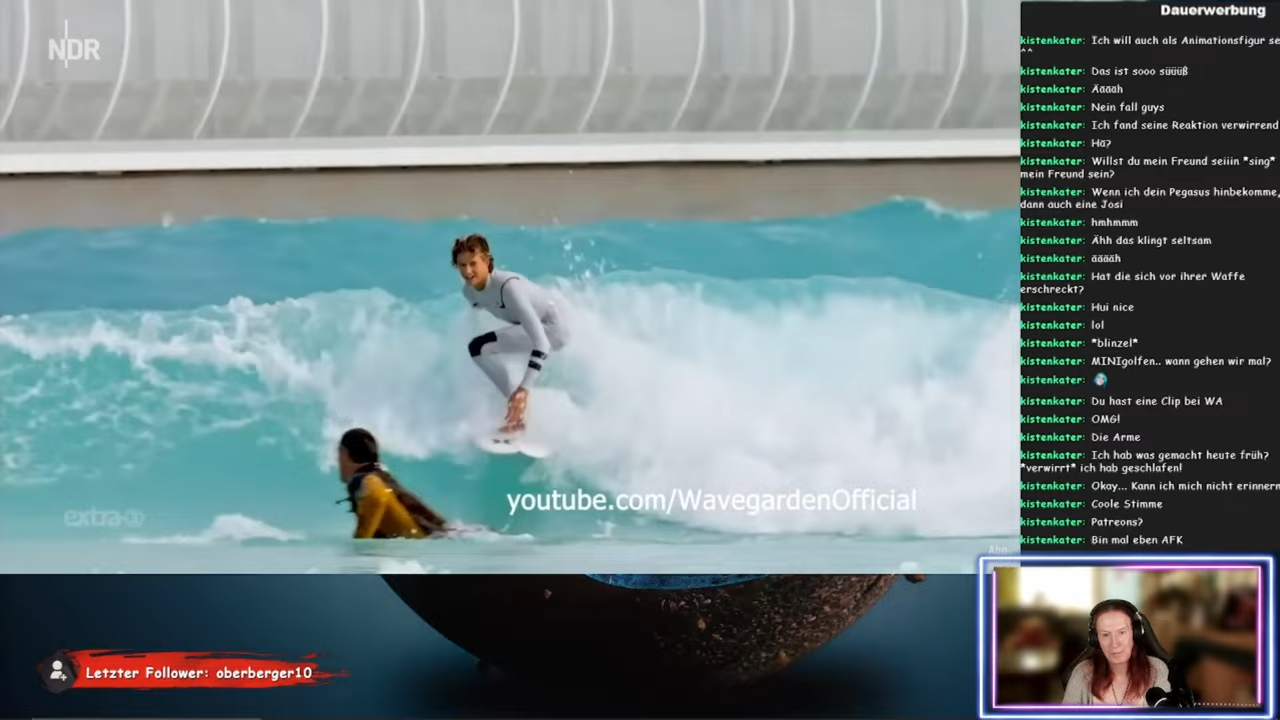 NDR
youtube.com/WavegardenOfficial
extra 3
Letzter Follower: oberberger10
Dauerwerbung
kistenkater: Ich will auch als Animationsfigur se
^^
kistenkater: Das ist sooo süüüß
kistenkater: Ääääh
kistenkater: Nein fall guys
kistenkater: Ich fand seine Reaktion verwirrend
kistenkater: Hä?
kistenkater: Willst du mein Freund seiiin *sing*
mein Freund sein?
kistenkater: Wenn ich dein Pegasus hinbekomme,
dann auch eine Josi
kistenkater: hmhmmm
kistenkater: Ähh das klingt seltsam
kistenkater: ääääh
kistenkater: Hat die sich vor ihrer Waffe
erschreckt?
kistenkater: Hui nice
kistenkater: lol
kistenkater: *blinzel*
kistenkater: MINIgolfen.. wann gehen wir mal?
kistenkater:
kistenkater: Du hast eine Clip bei WA
kistenkater: OMG!
kistenkater: Die Arme
kistenkater: Ich hab was gemacht heute früh?
*verwirrt* ich hab geschlafen!
kistenkater: Okay... Kann ich mich nicht erinnern
kistenkater: Coole Stimme
kistenkater: Patreons?
kistenkater: Bin mal eben AFK